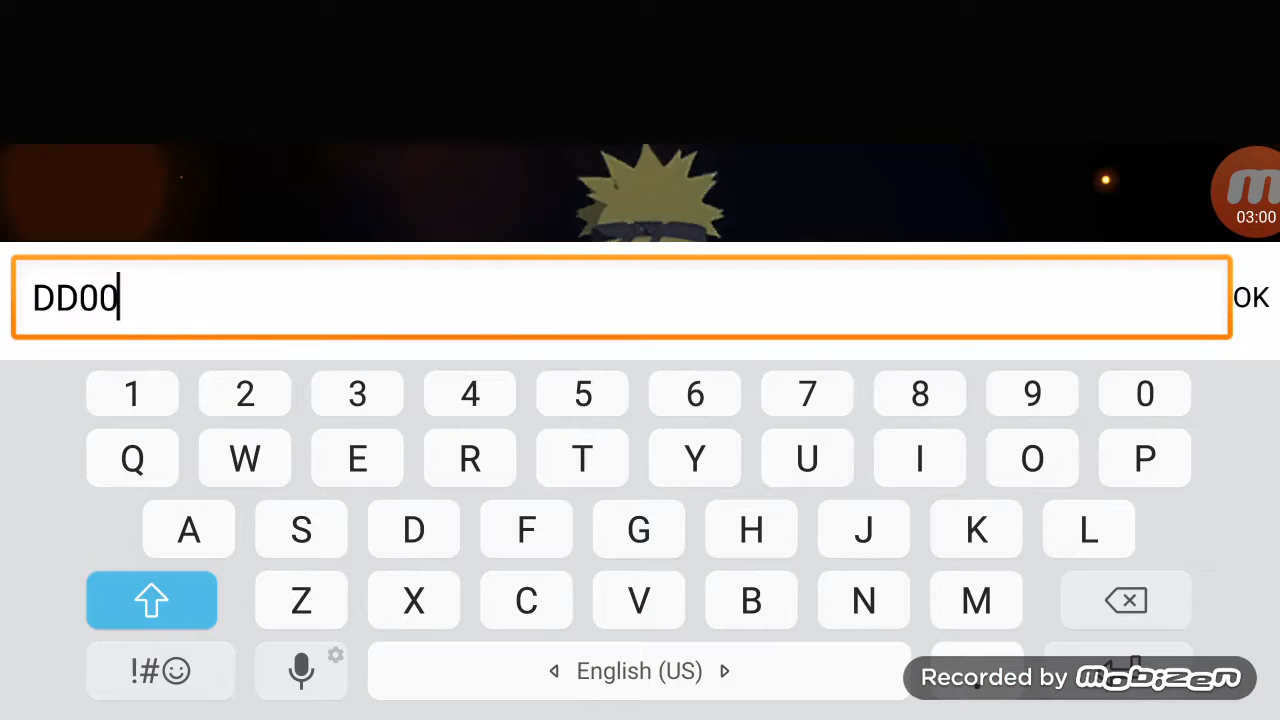 03:00
DD00
OK
1 2 3 4 5 6 7 8 9 0
Q W E R T Y U I O P
A S D F G H J K L
Z X C V B N M
!#☺ English (US)
Recorded by mobizen